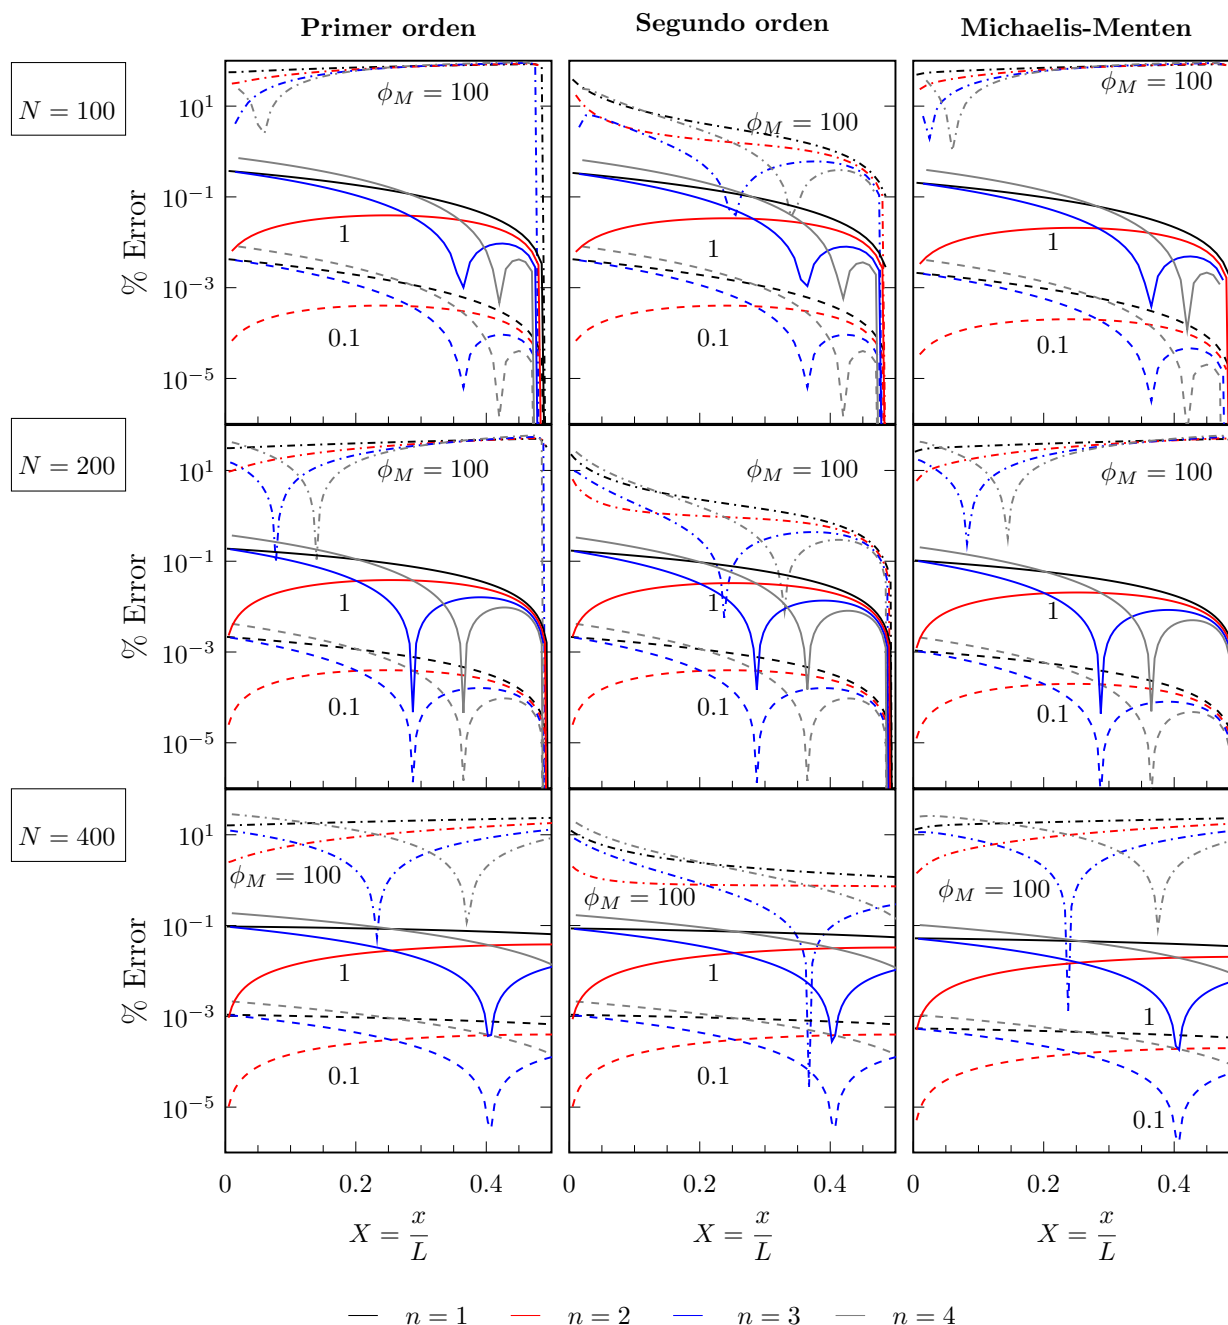 Primer orden Segundo orden Michaelis-Menten
N = 100
% Error
10^1
10^-1
10^-3
10^-5
ϕ_M = 100
1
0.1
ϕ_M = 100
1
0.1
ϕ_M = 100
1
0.1
N = 200
% Error
10^1
10^-1
10^-3
10^-5
ϕ_M = 100
1
0.1
ϕ_M = 100
1
0.1
ϕ_M = 100
1
0.1
N = 400
% Error
10^1
10^-1
10^-3
10^-5
ϕ_M = 100
1
0.1
ϕ_M = 100
1
0.1
ϕ_M = 100
1
0.1
0 0.2 0.4 0 0.2 0.4 0 0.2 0.4
X = x/L X = x/L X = x/L
n = 1 n = 2 n = 3 n = 4